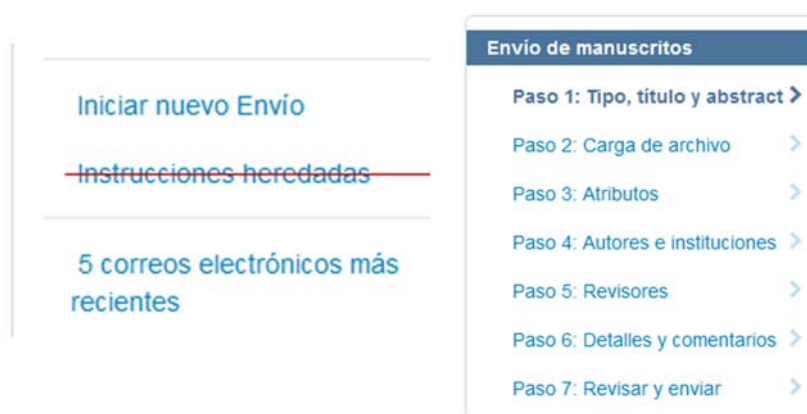 Iniciar nuevo Envío
Instrucciones heredadas
5 correos electrónicos más
recientes
Envío de manuscritos
Paso 1: Tipo, título y abstract
Paso 2: Carga de archivo
Paso 3: Atributos
Paso 4: Autores e instituciones
Paso 5: Revisores
Paso 6: Detalles y comentarios
Paso 7: Revisar y enviar